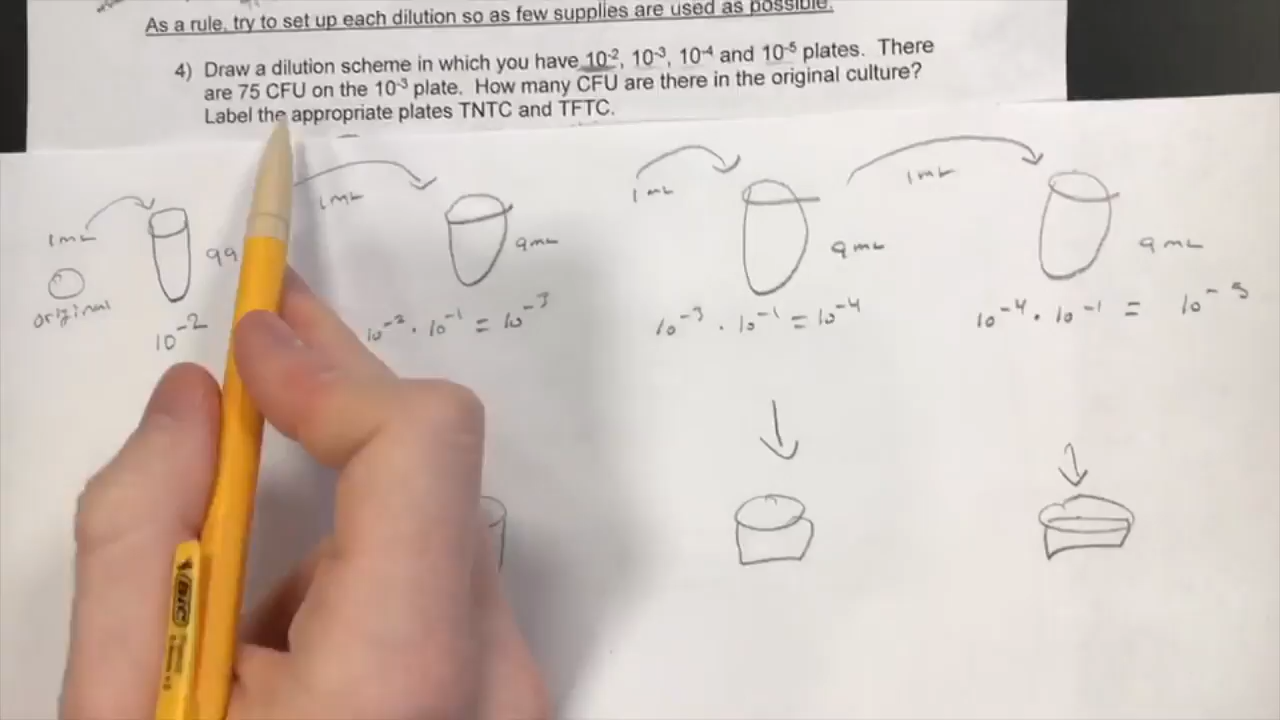 As a rule, try to set up each dilution so as few supplies are used as possible.
4) Draw a dilution scheme in which you have 10⁻², 10⁻³, 10⁻⁴ and 10⁻⁵ plates. There
are 75 CFU on the 10⁻³ plate. How many CFU are there in the original culture?
Label the appropriate plates TNTC and TFTC.
1mL
1mL
1mL
1mL
99
9mL
9mL
9mL
original
10⁻²
10⁻² · 10⁻¹ = 10⁻³
10⁻³ · 10⁻¹ = 10⁻⁴
10⁻⁴ · 10⁻¹ = 10⁻⁵
BIC